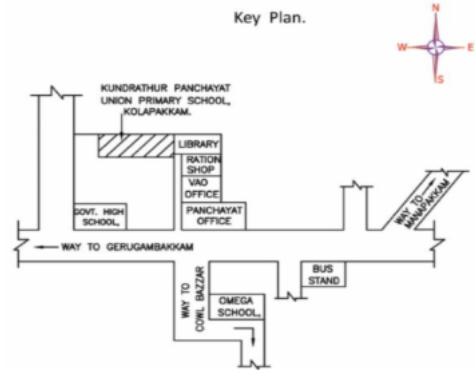 Key Plan.
N
W
E
S
KUNDRATHUR PANCHAYAT
UNION PRIMARY SCHOOL,
KOLAPAKKAM.
LIBRARY
RATION
SHOP
VAO
OFFICE
GOVT. HIGH
SCHOOL,
PANCHAYAT
OFFICE
WAY TO
MANAPAKKAM
WAY TO GERUGAMBAKKAM
BUS
STAND
WAY TO
COWL BAZZAR
OMEGA
SCHOOL,